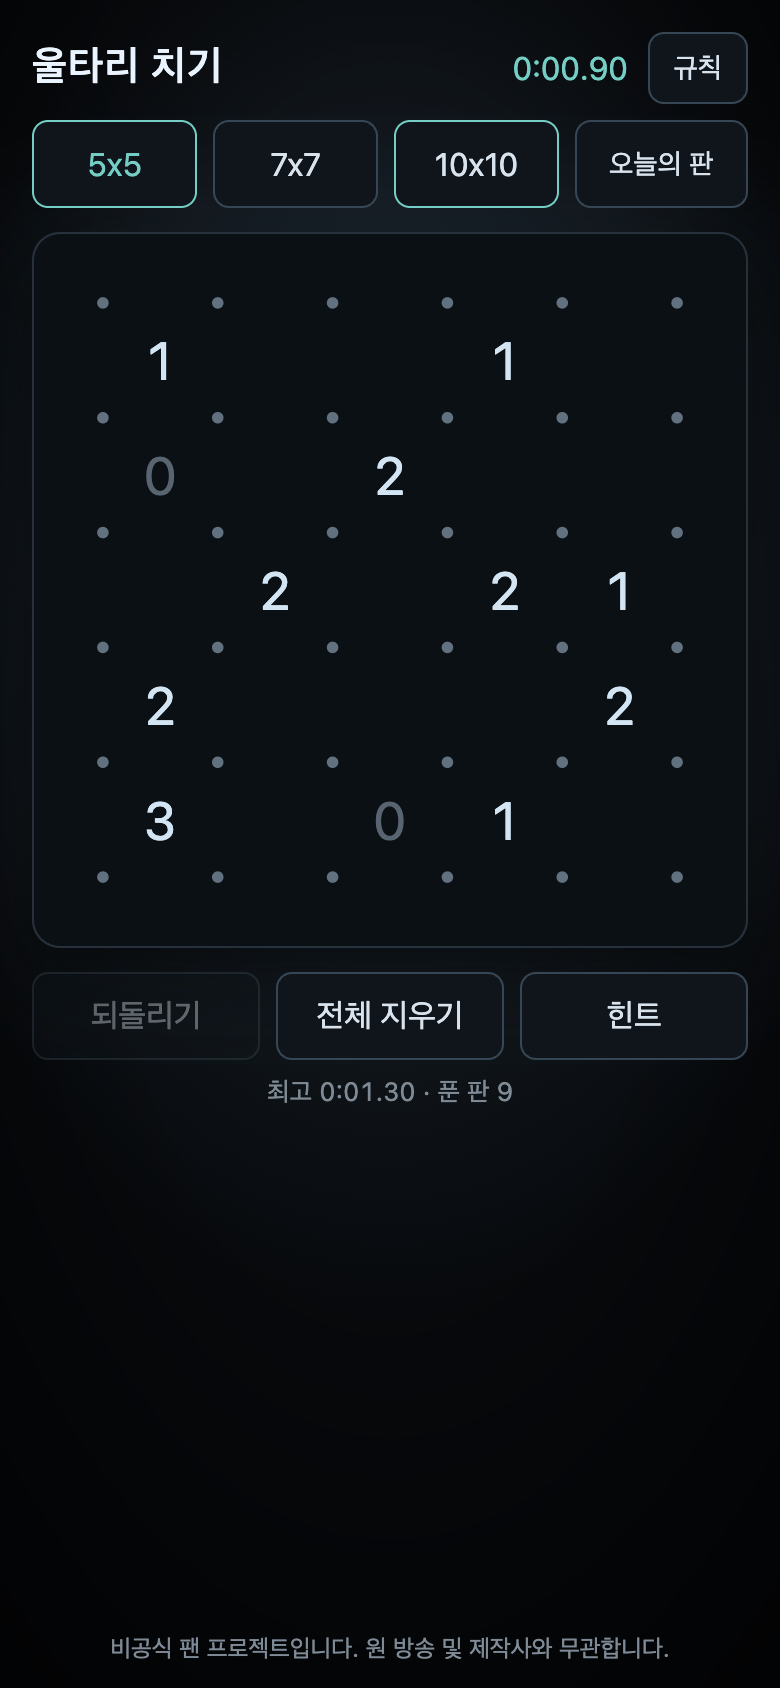 울타리 치기 0:00.90 규칙
5x5 7x7 10x10 오늘의 판
1 1
0 2
2 2 1
2 2
3 0 1
되돌리기 전체 지우기 힌트
최고 0:01.30 · 푼 판 9
비공식 팬 프로젝트입니다. 원 방송 및 제작사와 무관합니다.